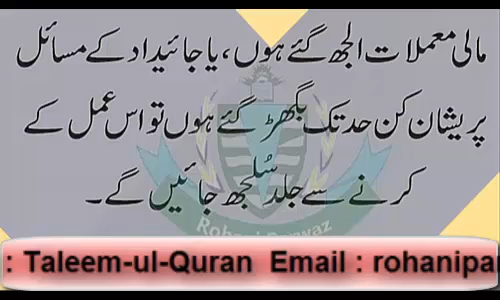 مالی معملات الجھ گئے ہوں، یا جائیداد کے مسائل
پریشان کن حد تک بگھڑ گئے ہوں تو اس عمل کے
کرنے سے جلد سُلجھ جائیں گے۔
: Taleem-ul-Quran Email : rohanipar